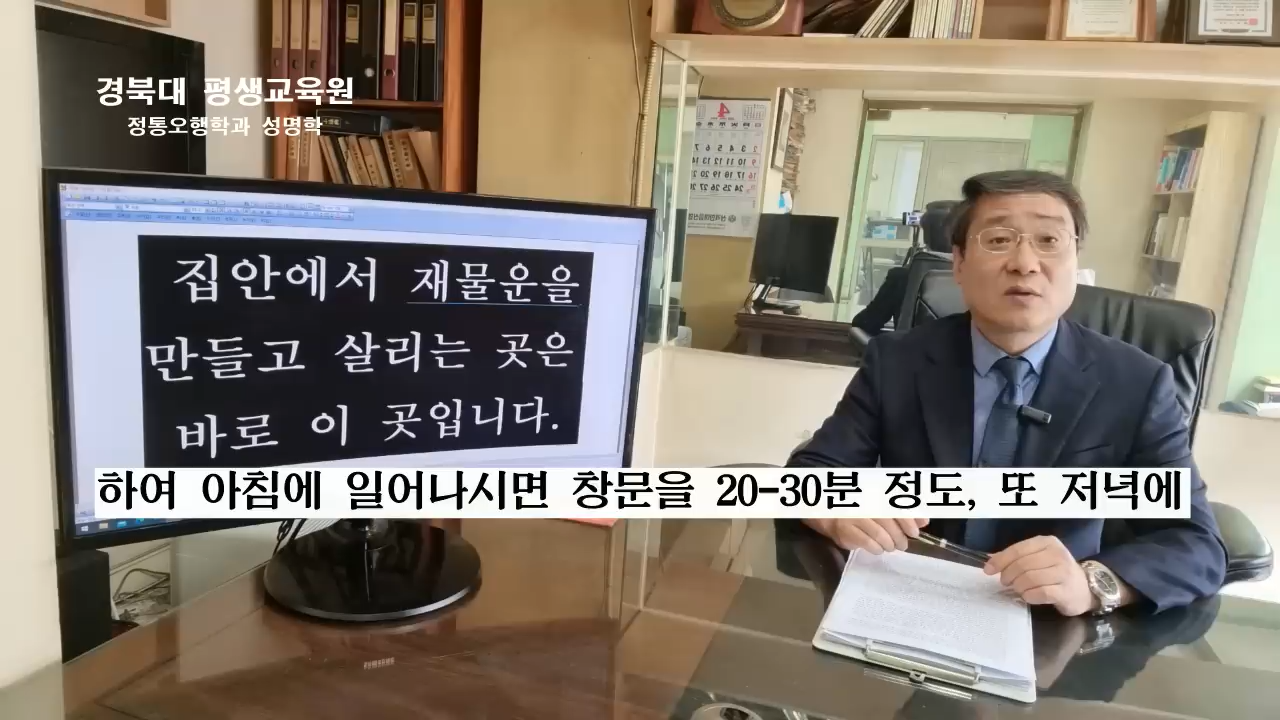 경북대 평생교육원
정통오행학과 성명학
집안에서 재물운을
만들고 살리는 곳은
바로 이 곳입니다.
하여 아침에 일어나시면 창문을 20-30분 정도, 또 저녁에